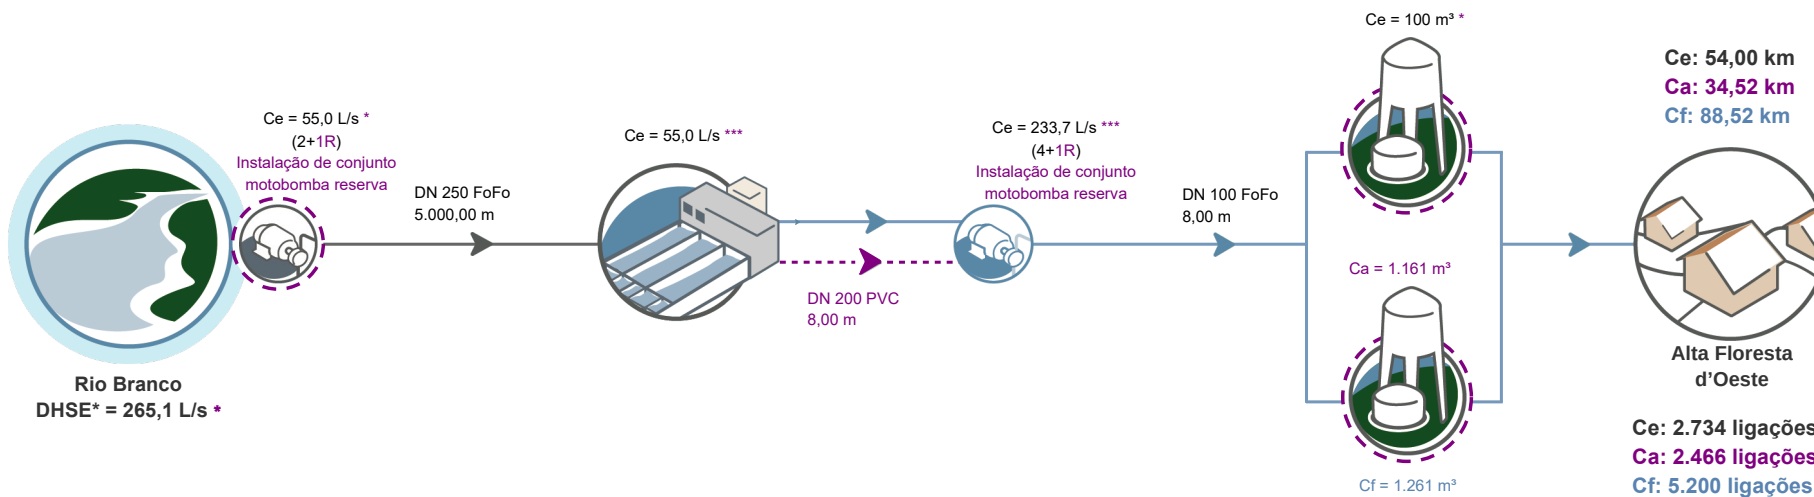 Rio Branco
DHSE* = 265,1 L/s *
Ce = 55,0 L/s *
(2+1R)
Instalação de conjunto
motobomba reserva
DN 250 FoFo
5.000,00 m
Ce = 55,0 L/s ***
DN 200 PVC
8,00 m
Ce = 233,7 L/s ***
(4+1R)
Instalação de conjunto
motobomba reserva
DN 100 FoFo
8,00 m
Ce = 100 m³ *
Ca = 1.161 m³
Cf = 1.261 m³
Ce: 54,00 km
Ca: 34,52 km
Cf: 88,52 km
Alta Floresta
d’Oeste
Ce: 2.734 ligações
Ca: 2.466 ligações
Cf: 5.200 ligações